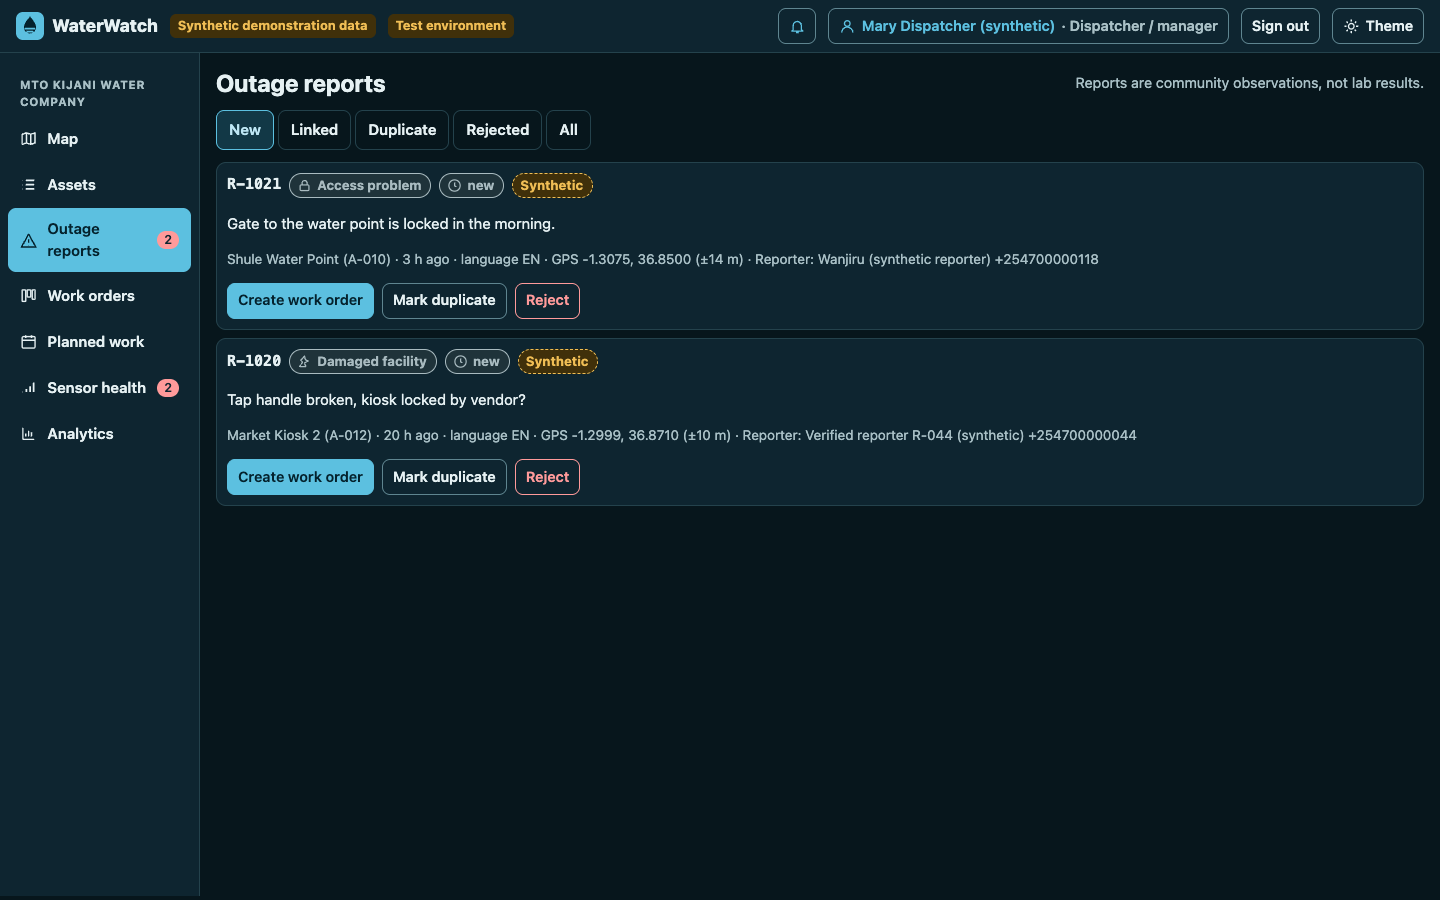 WaterWatch
Synthetic demonstration data
Test environment
Mary Dispatcher (synthetic) · Dispatcher / manager
Sign out
Theme
MTO KIJANI WATER
COMPANY
Map
Assets
Outage
reports
2
Work orders
Planned work
Sensor health
2
Analytics
Outage reports
Reports are community observations, not lab results.
New
Linked
Duplicate
Rejected
All
R-1021
Access problem
new
Synthetic
Gate to the water point is locked in the morning.
Shule Water Point (A-010) · 3 h ago · language EN · GPS -1.3075, 36.8500 (±14 m) · Reporter: Wanjiru (synthetic reporter) +254700000118
Create work order
Mark duplicate
Reject
R-1020
Damaged facility
new
Synthetic
Tap handle broken, kiosk locked by vendor?
Market Kiosk 2 (A-012) · 20 h ago · language EN · GPS -1.2999, 36.8710 (±10 m) · Reporter: Verified reporter R-044 (synthetic) +254700000044
Create work order
Mark duplicate
Reject